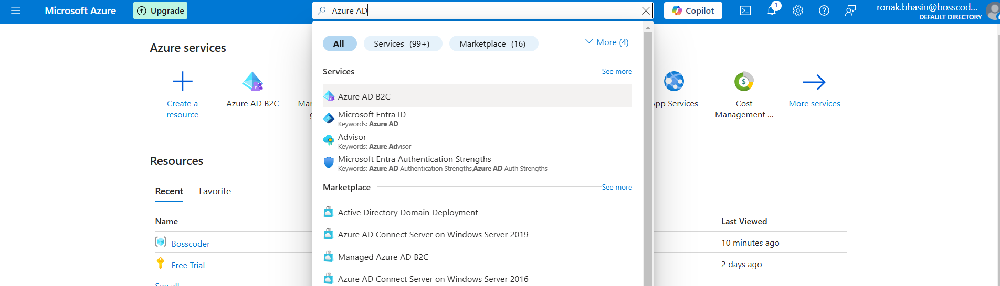 Microsoft Azure
Upgrade
Azure AD
Copilot
1
ronak.bhasin@bosscod...
DEFAULT DIRECTORY
All
Services (99+)
Marketplace (16)
More (4)
Azure services
Create a
resource
Azure AD B2C
App Services
Cost
Management ...
More services
Services
See more
Azure AD B2C
Microsoft Entra ID
Keywords: Azure AD
Advisor
Keywords: Azure Advisor
Microsoft Entra Authentication Strengths
Keywords: Azure AD Authentication Strengths,Azure AD Auth Strengths
Marketplace
See more
Active Directory Domain Deployment
Azure AD Connect Server on Windows Server 2019
Managed Azure AD B2C
Azure AD Connect Server on Windows Server 2016
Resources
Recent
Favorite
Name
Last Viewed
Bosscoder
10 minutes ago
Free Trial
2 days ago
See all